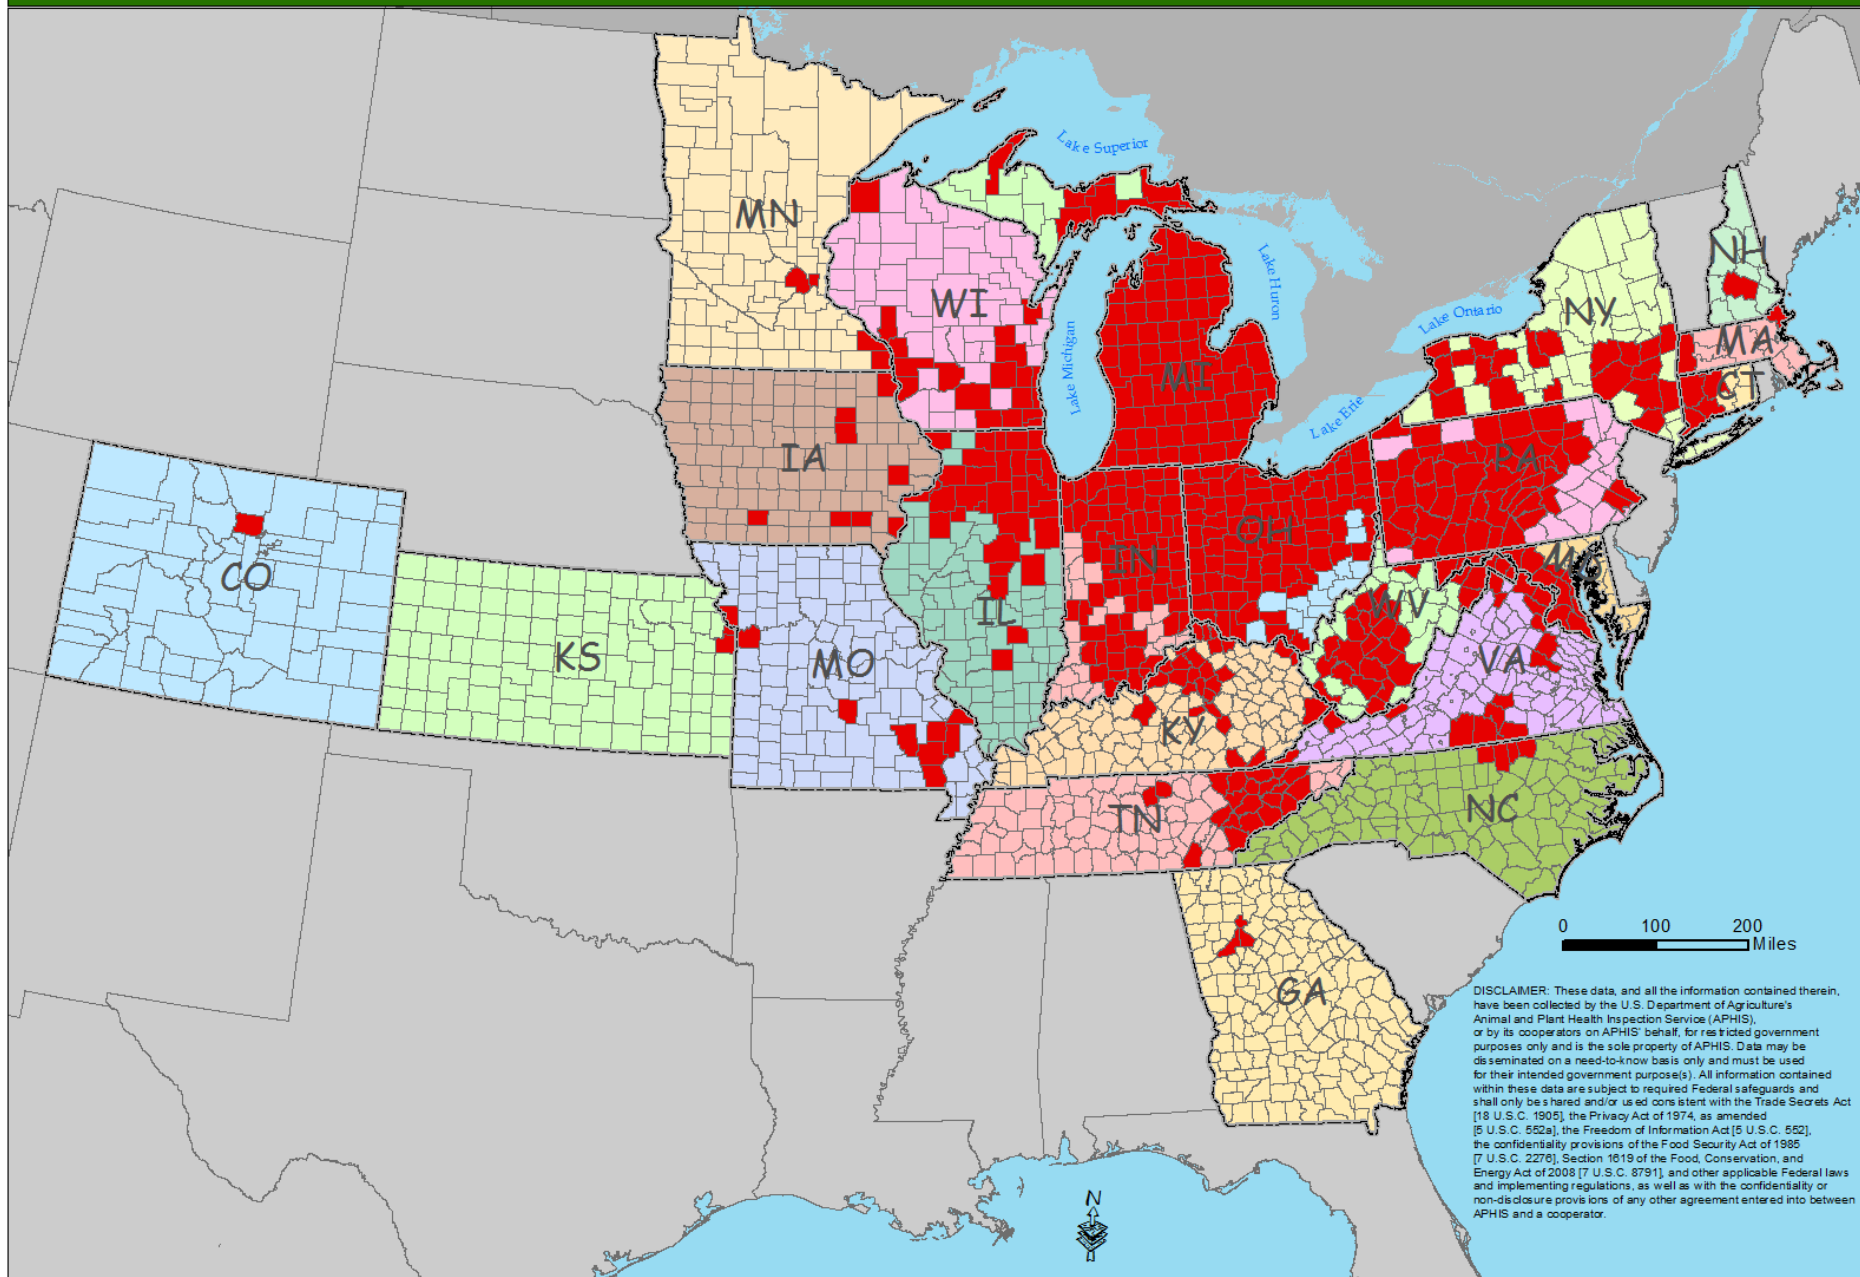 Lake Superior
MN
NH
Lake Huron
WI
NY
Lake Ontario
Lake Michigan
MA
MI
CT
Lake Erie
IA
PA
OH
IN
MD
CO
WV
IL
KS
MO
VA
KY
NC
TN
0 100 200
Miles
GA
DISCLAIMER: These data, and all the information contained therein,
have been collected by the U.S. Department of Agriculture's
Animal and Plant Health Inspection Service (APHIS),
or by its cooperators on APHIS' behalf, for restricted government
purposes only and is the sole property of APHIS. Data may be
disseminated on a need-to-know basis only and must be used
for their intended government purpose(s). All information contained
within these data are subject to required Federal safeguards and
shall only be shared and/or used consistent with the Trade Secrets Act
[18 U.S.C. 1905], the Privacy Act of 1974, as amended
[5 U.S.C. 552a], the Freedom of Information Act [5 U.S.C. 552],
the confidentiality provisions of the Food Security Act of 1985
[7 U.S.C. 2276], Section 1619 of the Food, Conservation, and
Energy Act of 2008 [7 U.S.C. 8791], and other applicable Federal laws
and implementing regulations, as well as with the confidentiality or
non-disclosure provisions of any other agreement entered into between
APHIS and a cooperator.
N